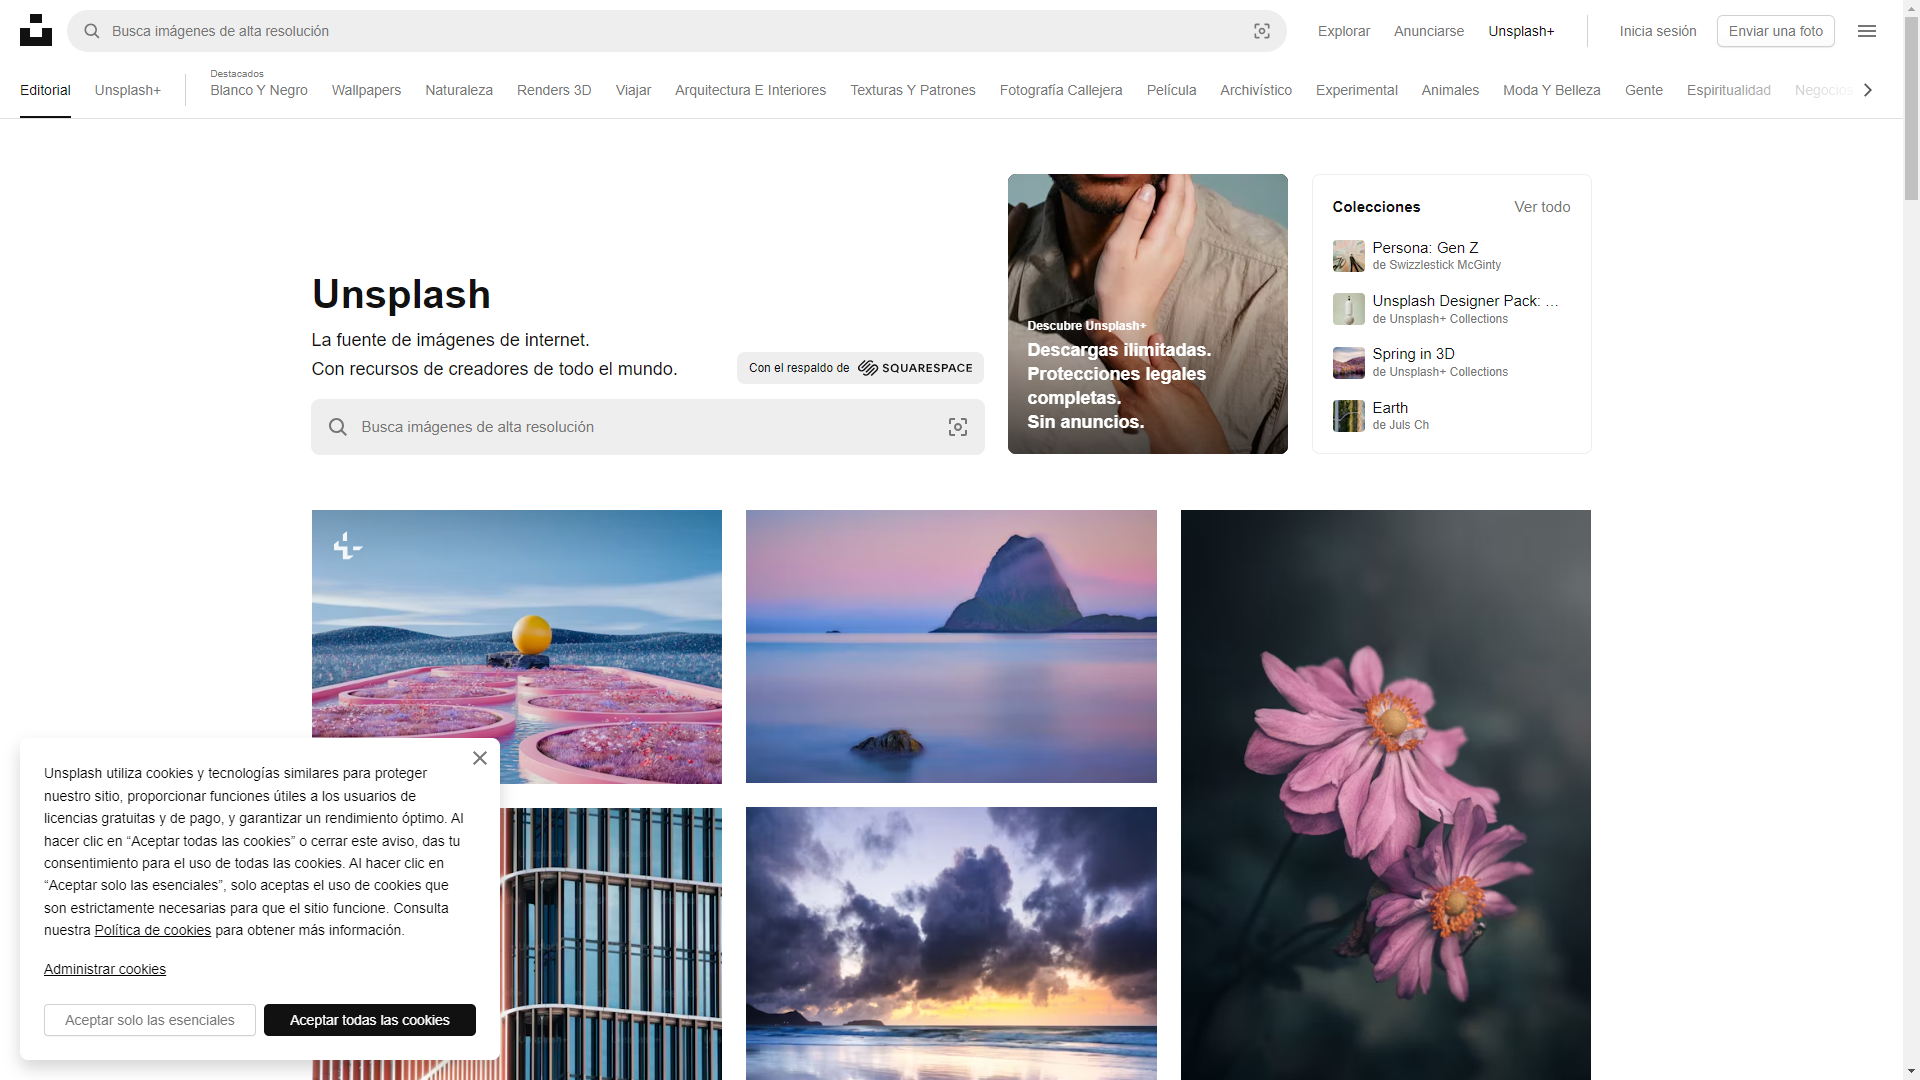 Busca imágenes de alta resolución
Explorar
Anunciarse
Unsplash+
Inicia sesión
Enviar una foto
Editorial
Unsplash+
Destacados
Blanco Y Negro
Wallpapers
Naturaleza
Renders 3D
Viajar
Arquitectura E Interiores
Texturas Y Patrones
Fotografía Callejera
Película
Archivístico
Experimental
Animales
Moda Y Belleza
Gente
Espiritualidad
Negocios
Unsplash
La fuente de imágenes de internet.
Con recursos de creadores de todo el mundo.
Con el respaldo de SQUARESPACE
Busca imágenes de alta resolución
Descubre Unsplash+
Descargas ilimitadas.
Protecciones legales
completas.
Sin anuncios.
Colecciones
Ver todo
Persona: Gen Z
de Swizzlestick McGinty
Unsplash Designer Pack: …
de Unsplash+ Collections
Spring in 3D
de Unsplash+ Collections
Earth
de Juls Ch
Unsplash utiliza cookies y tecnologías similares para proteger
nuestro sitio, proporcionar funciones útiles a los usuarios de
licencias gratuitas y de pago, y garantizar un rendimiento óptimo. Al
hacer clic en “Aceptar todas las cookies” o cerrar este aviso, das tu
consentimiento para el uso de todas las cookies. Al hacer clic en
“Aceptar solo las esenciales”, solo aceptas el uso de cookies que
son estrictamente necesarias para que el sitio funcione. Consulta
nuestra Política de cookies para obtener más información.
Administrar cookies
Aceptar solo las esenciales
Aceptar todas las cookies